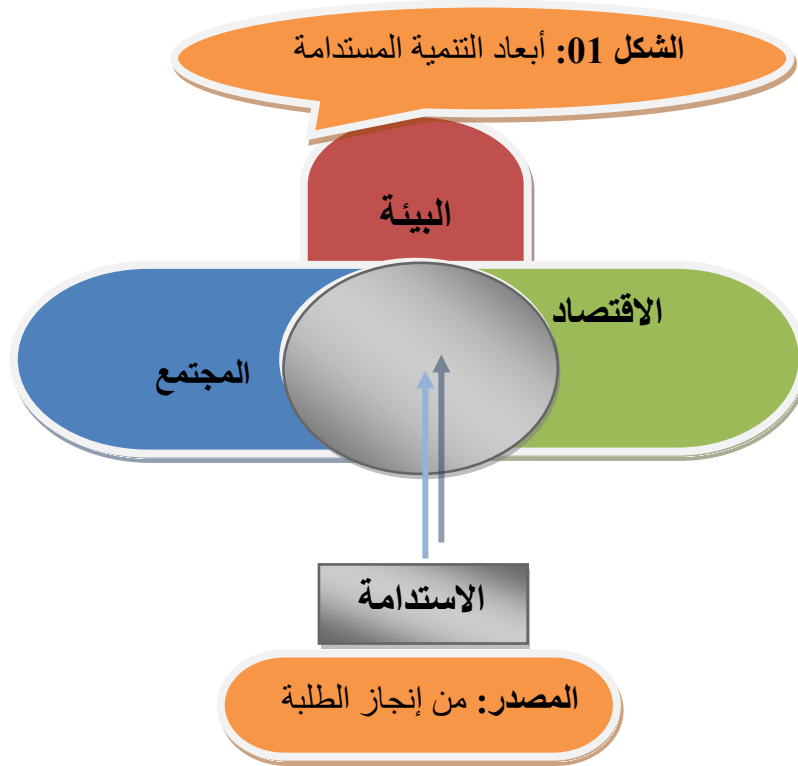 الشكل 01: أبعاد التنمية المستدامة
البيئة
الاقتصاد
المجتمع
الاستدامة
المصدر: من إنجاز الطلبة